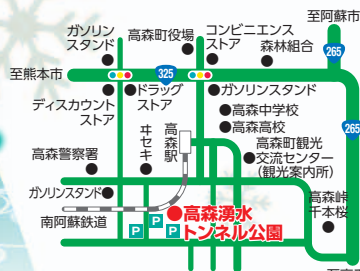 至阿蘇市
ガソリン
スタンド
高森町役場
コンビニエンス
ストア
森林組合
265
至熊本市
325
ディスカウント
ストア
ドラッグ
ストア
ガソリンスタンド
高森中学校
高森高校
265
ヰセキ
高森駅
高森町観光
交流センター
(観光案内所)
高森警察署
ガソリンスタンド
高森峠
千本桜
南阿蘇鉄道
P
P
P
高森湧水
トンネル公園